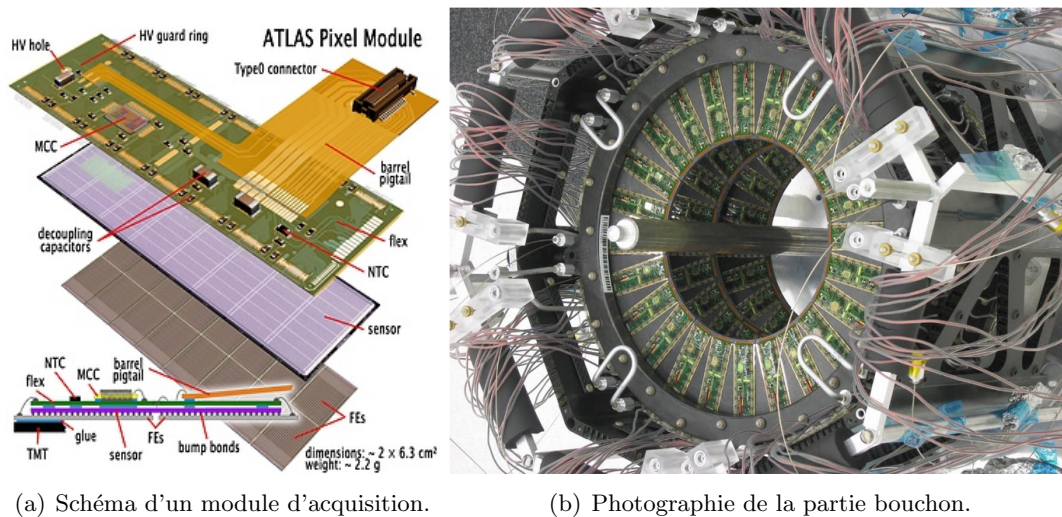 ATLAS Pixel Module
HV guard ring
HV hole
Type0 connector
MCC
barrel
pigtail
decoupling
capacitors
flex
NTC
sensor
barrel
pigtail
NTC
MCC
flex
FEs
glue
FEs
TMT
sensor
bump bonds
dimensions: ~ 2 × 6.3 cm²
weight: ~ 2.2 g
(a) Schéma d'un module d'acquisition.
(b) Photographie de la partie bouchon.